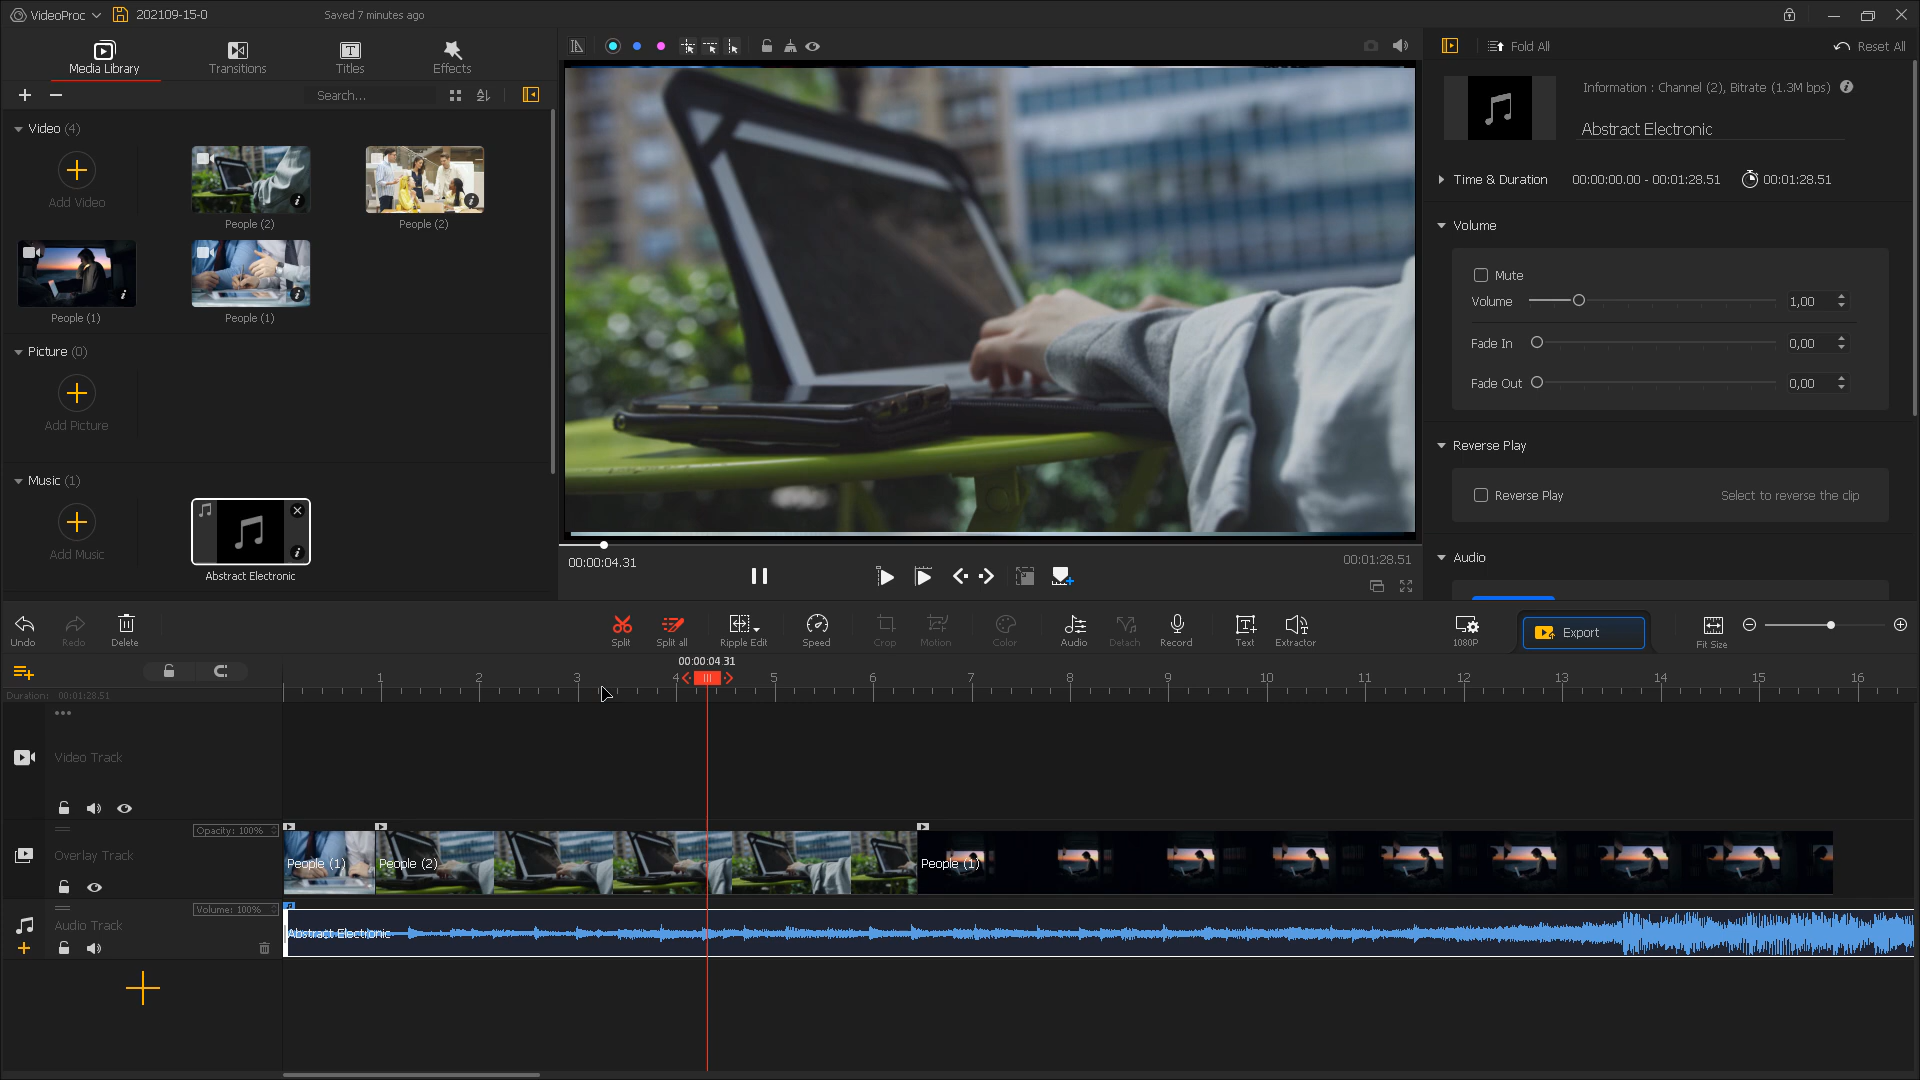 VideoProc
202109-15-0
Saved 7 minutes ago
Media Library
Transitions
Titles
Effects
Search...
Video (4)
Add Video
People (2)
People (2)
People (1)
People (1)
Picture (0)
Add Picture
Music (1)
Add Music
Abstract Electronic
00:00:04.31
00:01:28.51
Fold All
Reset All
Information : Channel (2), Bitrate (1.3M bps)
Abstract Electronic
Time & Duration
00:00:00.00 - 00:01:28.51
00:01:28.51
Volume
Mute
Volume
1,00
Fade In
0,00
Fade Out
0,00
Reverse Play
Reverse Play
Select to reverse the clip
Audio
Undo
Redo
Delete
Split
Split all
Ripple Edit
Speed
Crop
Motion
Color
Audio
Detach
Record
Text
Extractor
1080P
Export
Fit Size
00:00:04.31
1 2 3 4 5 6 7 8 9 10 11 12 13 14 15 16
Duration: 00:01:28.51
Video Track
Opacity: 100%
Overlay Track
People (1)
People (2)
People (1)
Volume: 100%
Audio Track
Abstract Electronic